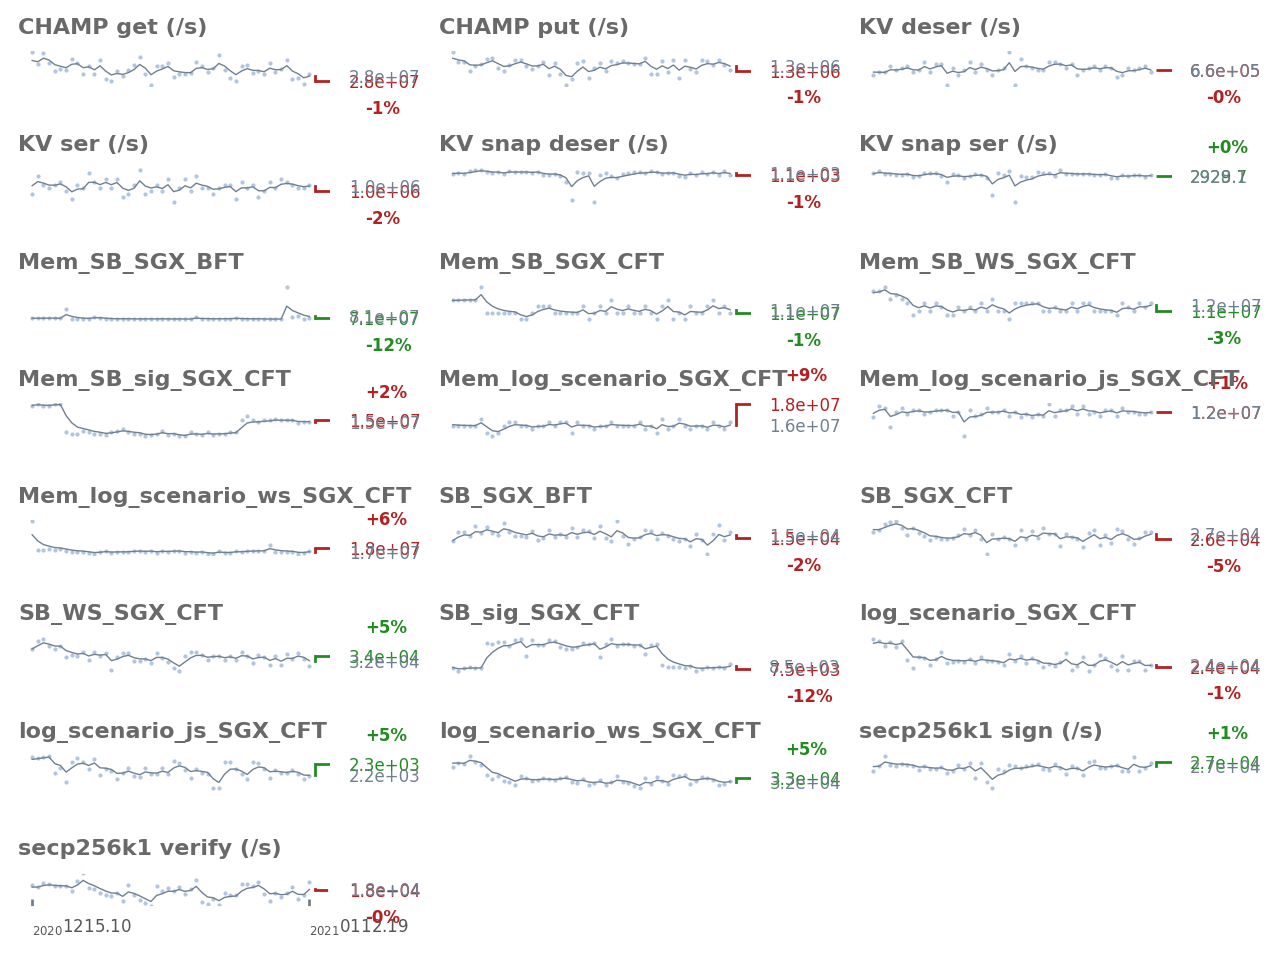 CHAMP get (/s)
2.8e+07
2.8e+07
-1%
CHAMP put (/s)
1.3e+06
1.3e+06
-1%
KV deser (/s)
6.6e+05
-0%
KV ser (/s)
1.0e+06
1.0e+06
-2%
KV snap deser (/s)
1.1e+03
1.1e+03
-1%
KV snap ser (/s)
+0%
Mem_SB_SGX_BFT
8.1e+07
7.1e+07
-12%
Mem_SB_SGX_CFT
1.1e+07
1.1e+07
-1%
Mem_SB_WS_SGX_CFT
1.2e+07
1.1e+07
-3%
Mem_SB_sig_SGX_CFT
+2%
1.5e+07
1.5e+07
Mem_log_scenario_SGX_CFT
+9%
1.8e+07
1.6e+07
Mem_log_scenario_js_SGX_CFT
+1%
1.2e+07
Mem_log_scenario_ws_SGX_CFT
+6%
1.8e+07
1.7e+07
SB_SGX_BFT
1.5e+04
1.5e+04
-2%
SB_SGX_CFT
2.7e+04
2.6e+04
-5%
SB_WS_SGX_CFT
+5%
3.4e+04
3.2e+04
SB_sig_SGX_CFT
8.5e+03
7.5e+03
-12%
log_scenario_SGX_CFT
2.4e+04
2.4e+04
-1%
log_scenario_js_SGX_CFT
+5%
2.3e+03
2.2e+03
log_scenario_ws_SGX_CFT
+5%
3.3e+04
3.2e+04
secp256k1 sign (/s)
+1%
2.7e+04
2.7e+04
secp256k1 verify (/s)
1.8e+04
1.8e+04
-0%
2020 1215.10
2021 0112.19